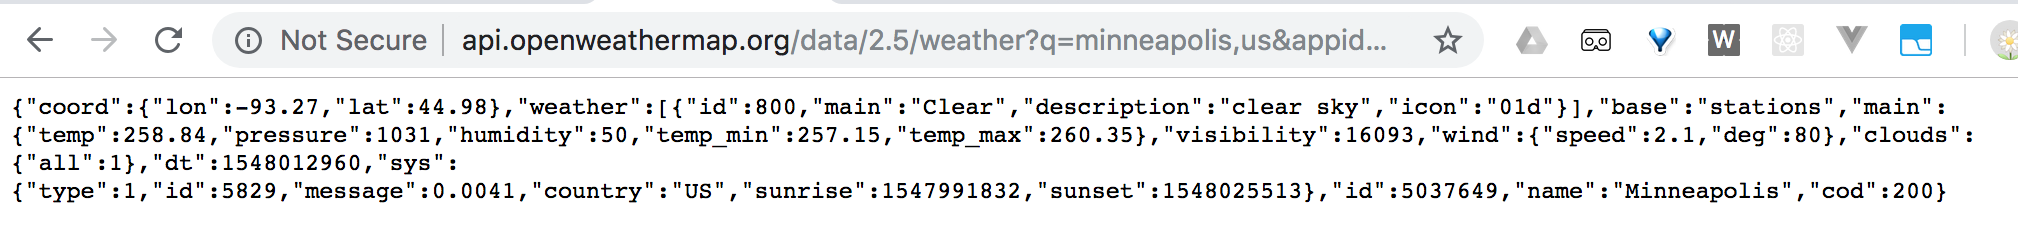 Not Secure api.openweathermap.org/data/2.5/weather?q=minneapolis,us&appid...
W
{"coord":{"lon":-93.27,"lat":44.98},"weather":[{"id":800,"main":"Clear","description":"clear sky","icon":"01d"}],"base":"stations","main":
{"temp":258.84,"pressure":1031,"humidity":50,"temp_min":257.15,"temp_max":260.35},"visibility":16093,"wind":{"speed":2.1,"deg":80},"clouds":
{"all":1},"dt":1548012960,"sys":
{"type":1,"id":5829,"message":0.0041,"country":"US","sunrise":1547991832,"sunset":1548025513},"id":5037649,"name":"Minneapolis","cod":200}